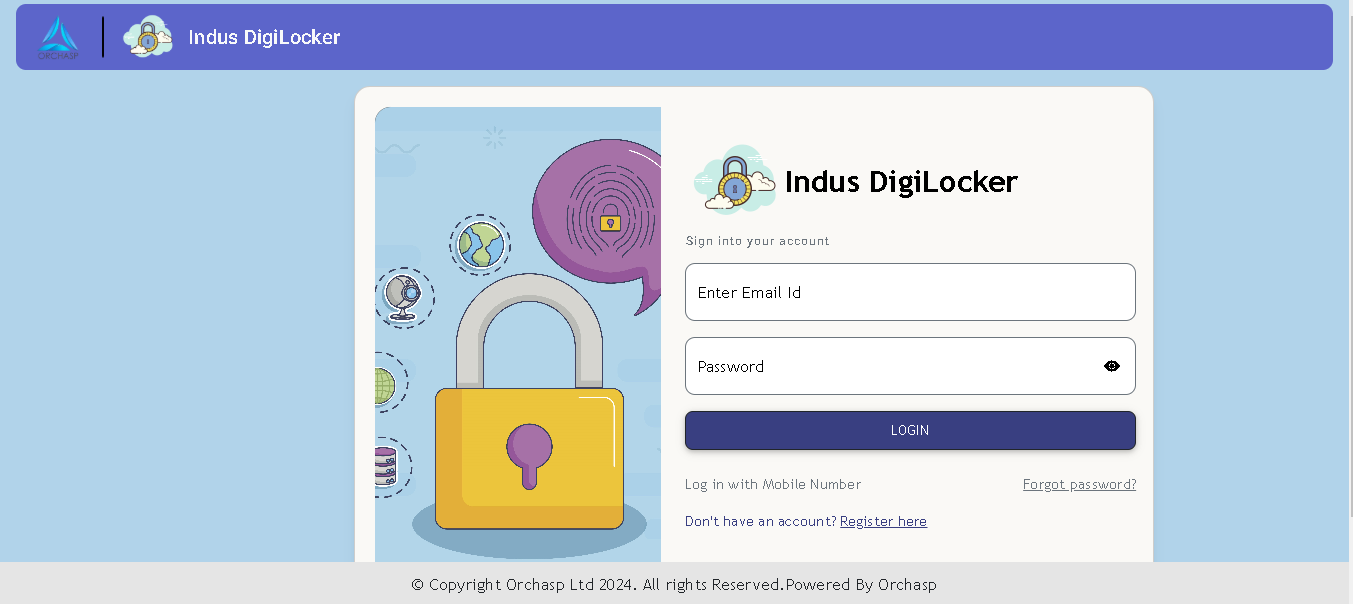 ORCHASP
Indus DigiLocker
Indus DigiLocker
Sign into your account
Enter Email Id
Password
LOGIN
Log in with Mobile Number
Forgot password?
Don't have an account? Register here
© Copyright Orchasp Ltd 2024. All rights Reserved.Powered By Orchasp